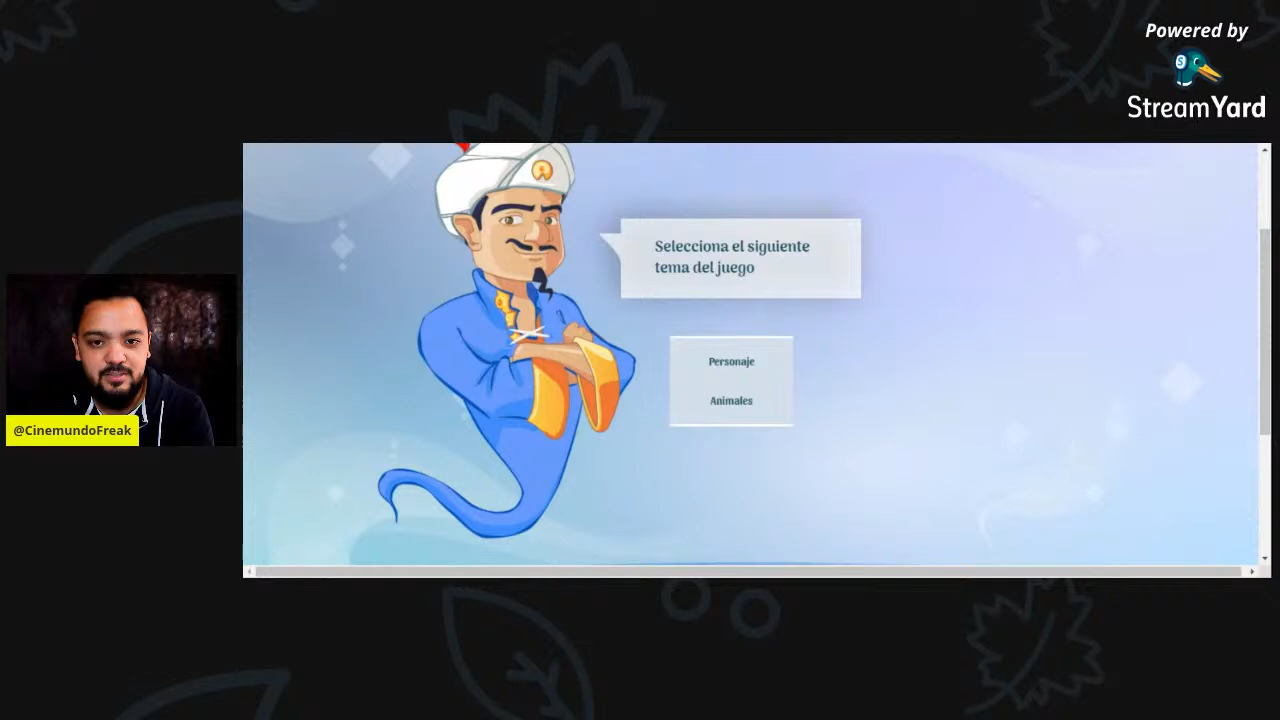 Powered by
StreamYard
Selecciona el siguiente
tema del juego
Personaje
Animales
@CinemundoFreak